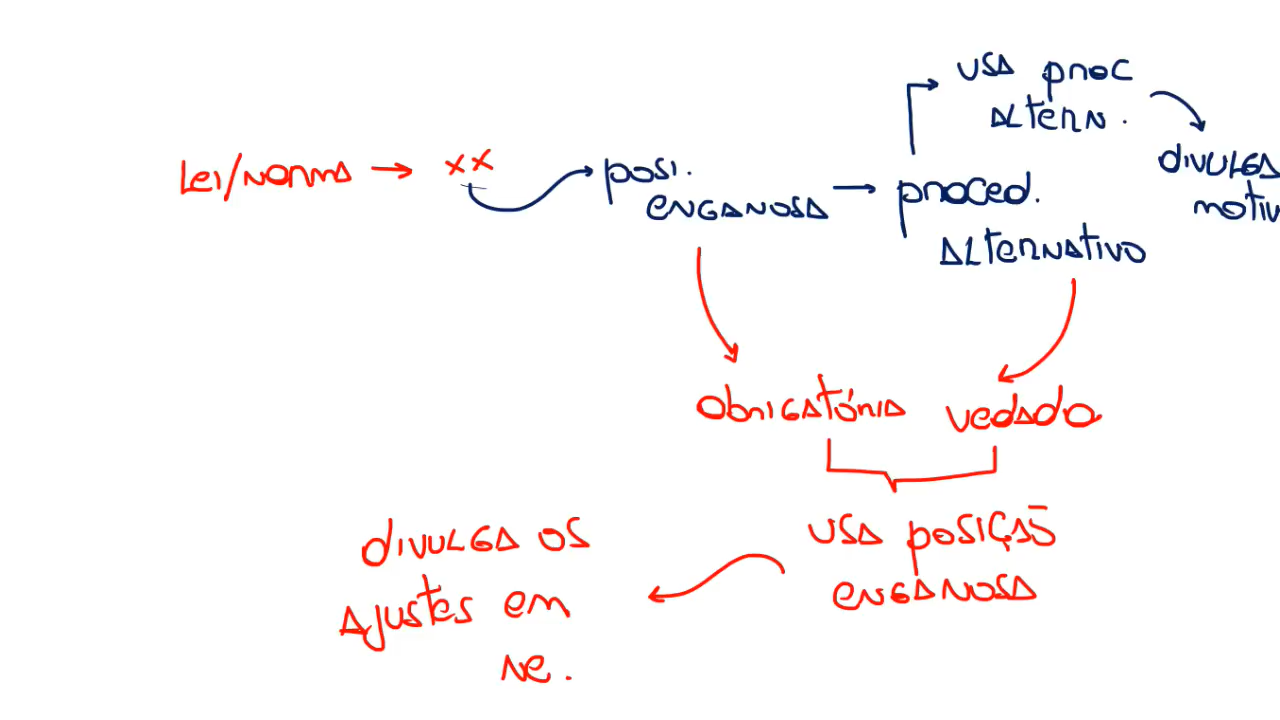 Lei/norma → xx
posi.
enganosa →
proced.
alternativo
usa proc
altern.
divulga
motiv
obrigatória vedado
usa posição
enganosa
divulga os
ajustes em
NE.